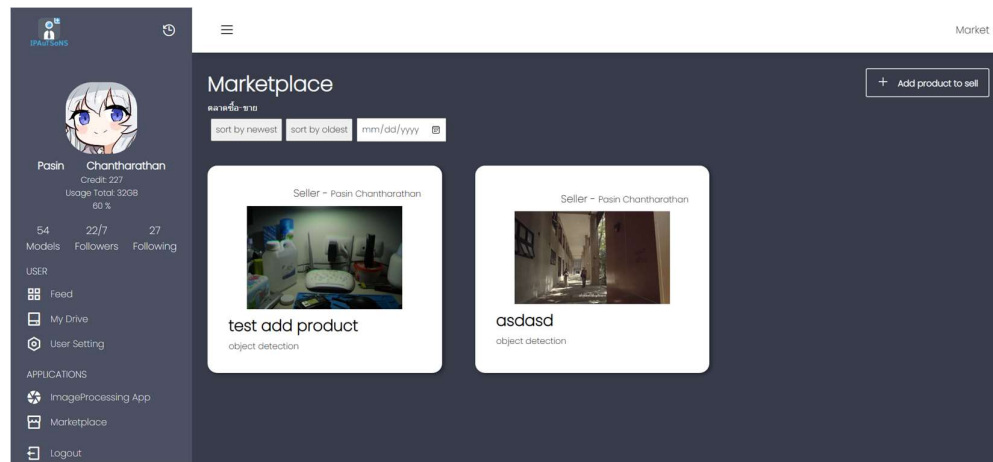 IPAuTSoNS
Market
Marketplace
+ Add product to sell
ตลาดซื้อ-ขาย
sort by newest
sort by oldest
mm/dd/yyyy
Pasin Chantharathan
Credit: 227
Usage Total: 32GB
60 %
54 22/7 27
Models Followers Following
USER
Feed
My Drive
User Setting
APPLICATIONS
ImageProcessing App
Marketplace
Logout
Seller - Pasin Chantharathan
test add product
object detection
Seller - Pasin Chantharathan
asdasd
object detection